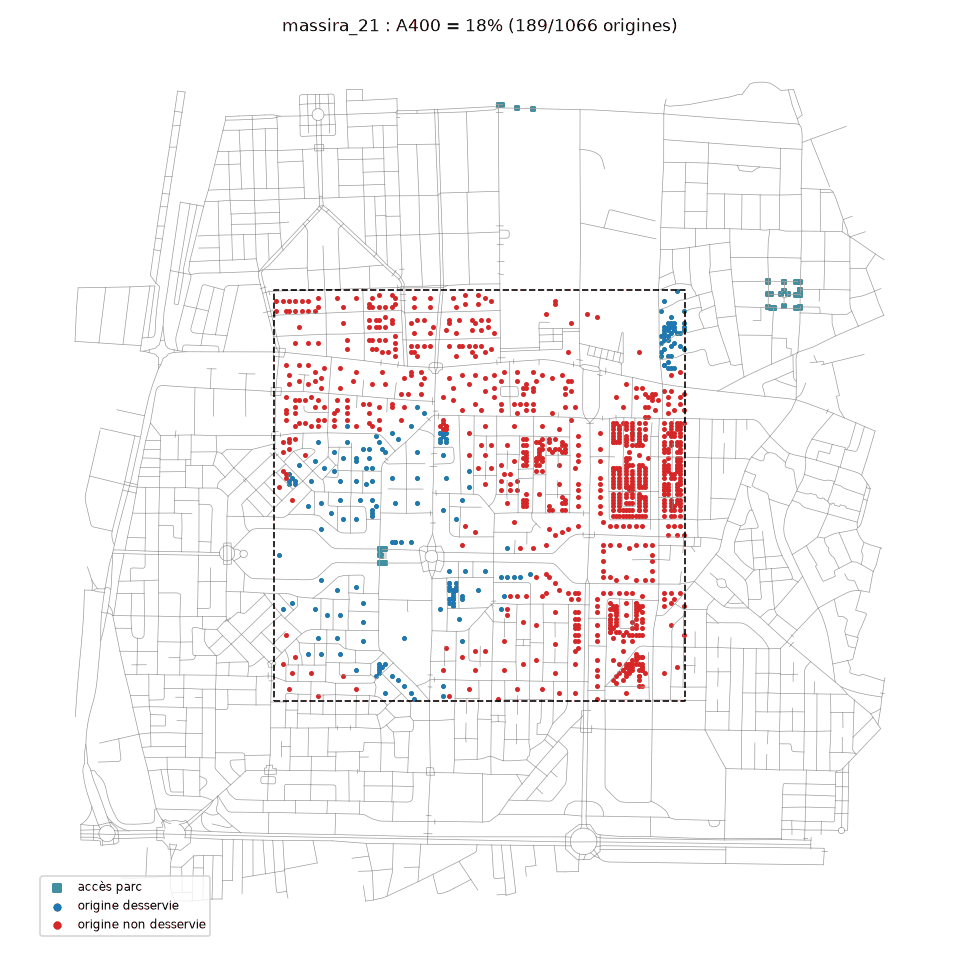 massira_21 : A400 = 18% (189/1066 origines)
accès parc
origine desservie
origine non desservie